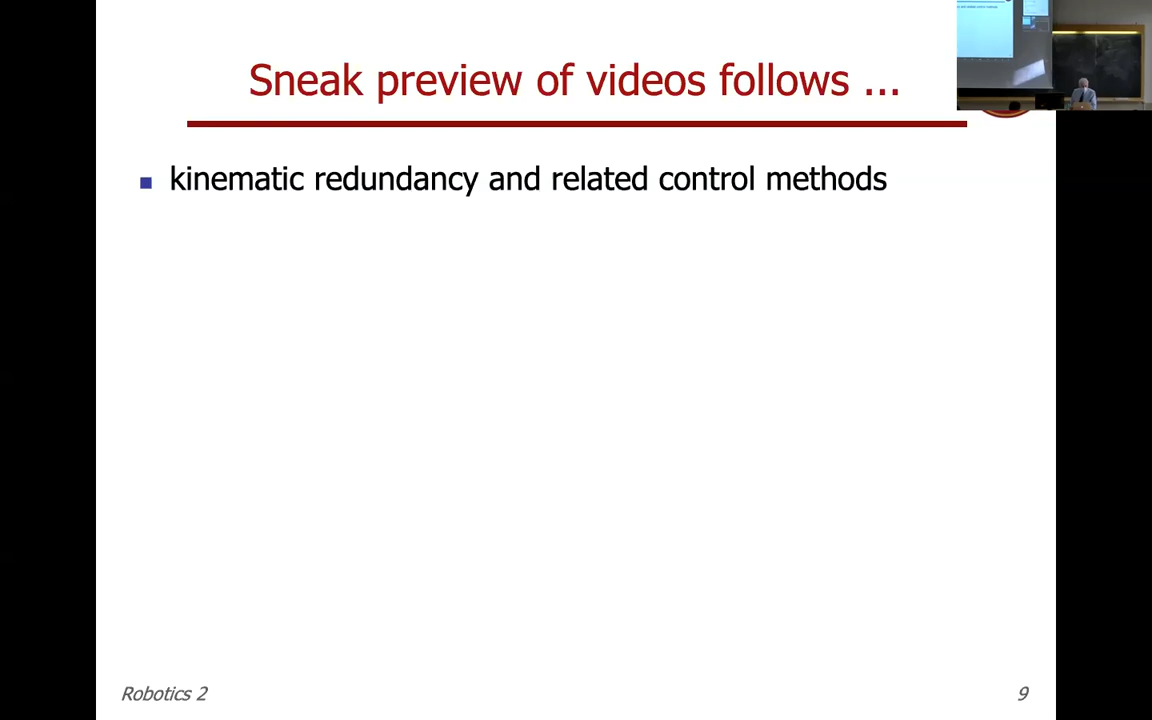 Sneak preview of videos follows ...
kinematic redundancy and related control methods
Robotics 2
9